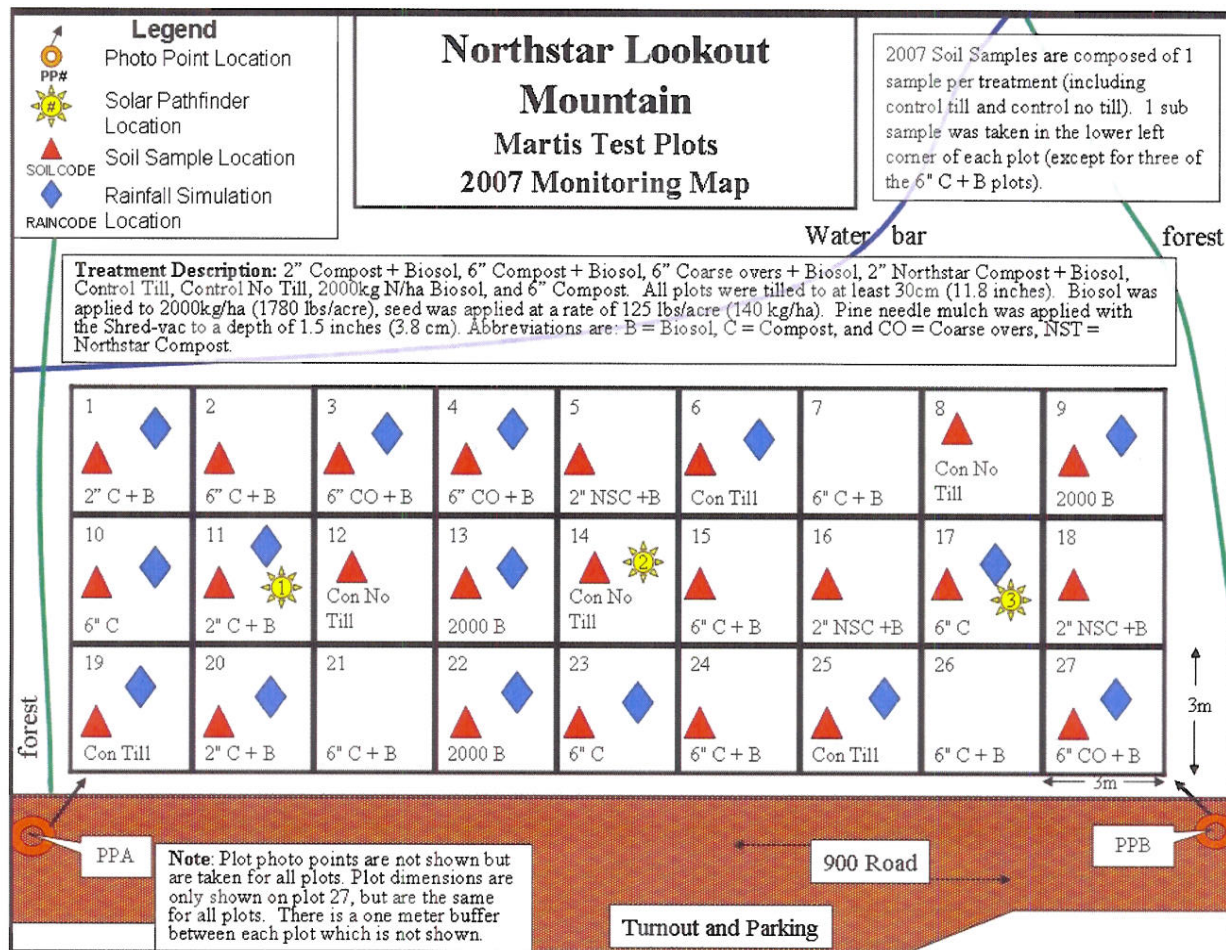 Legend
PP#
Photo Point Location
#
Solar Pathfinder
Location
SOILCODE
Soil Sample Location
RAINCODE
Rainfall Simulation
Location
Northstar Lookout
Mountain
Martis Test Plots
2007 Monitoring Map
2007 Soil Samples are composed of 1
sample per treatment (including
control till and control no till). 1 sub
sample was taken in the lower left
corner of each plot (except for three of
the 6" C + B plots).
Water bar
forest
Treatment Description: 2” Compost + Biosol, 6” Compost + Biosol, 6” Coarse overs + Biosol, 2” Northstar Compost + Biosol,
Control Till, Control No Till, 2000kg N/ha Biosol, and 6” Compost. All plots were tilled to at least 30cm (11.8 inches). Biosol was
applied to 2000kg/ha (1780 lbs/acre), seed was applied at a rate of 125 lbs/acre (140 kg/ha). Pine needle mulch was applied with
the Shred-vac to a depth of 1.5 inches (3.8 cm). Abbreviations are: B = Biosol, C = Compost, and CO = Coarse overs, NST =
Northstar Compost.
1
2” C + B
2
6” C + B
3
6” CO + B
4
6” CO + B
5
2" NSC +B
6
Con Till
7
6" C + B
8
Con No
Till
9
2000 B
10
6" C
11
1
2" C + B
12
Con No
Till
13
2000 B
14
2
Con No
Till
15
6" C + B
16
2" NSC +B
17
3
6" C
18
2" NSC +B
19
Con Till
20
2" C + B
21
6" C + B
22
2000 B
23
6" C
24
6" C + B
25
Con Till
26
6" C + B
27
6" CO + B
3m
3m
forest
PPA
PPB
Note: Plot photo points are not shown but
are taken for all plots. Plot dimensions are
only shown on plot 27, but are the same
for all plots. There is a one meter buffer
between each plot which is not shown.
900 Road
Turnout and Parking